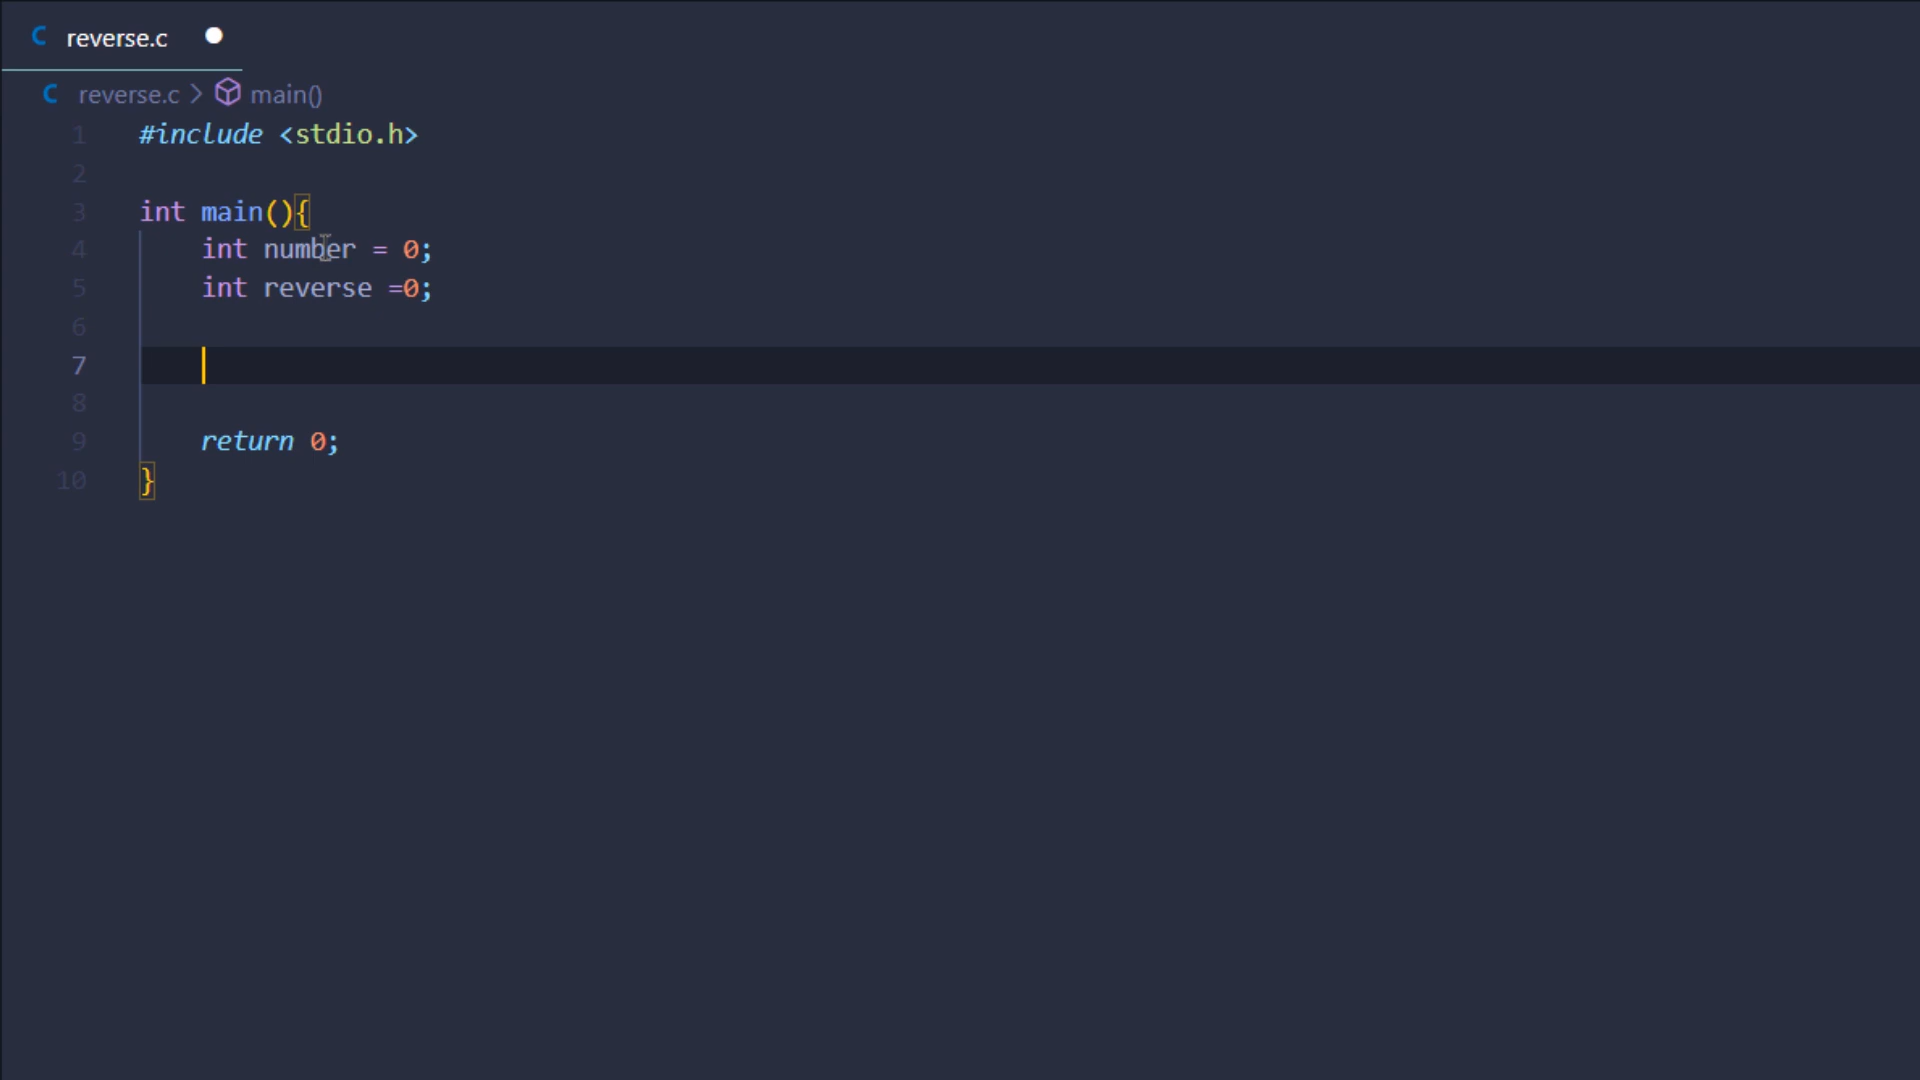 C reverse.c
C reverse.c > main()
1 #include <stdio.h>
2
3 int main(){
4 int number = 0;
5 int reverse =0;
6
7
8
9 return 0;
10 }